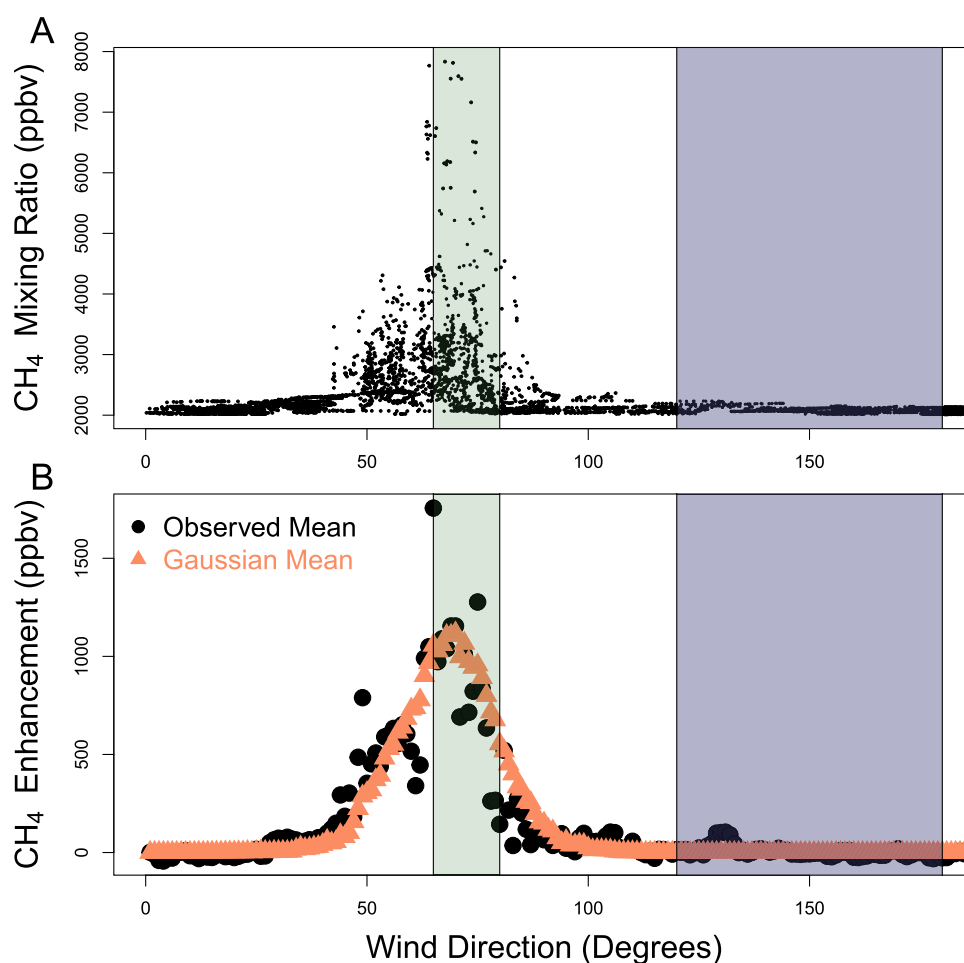 A
CH4 Mixing Ratio (ppbv)
8000
7000
6000
5000
4000
3000
2000
0 50 100 150
B
CH4 Enhancement (ppbv)
Observed Mean
Gaussian Mean
1500
1000
500
0
0 50 100 150
Wind Direction (Degrees)